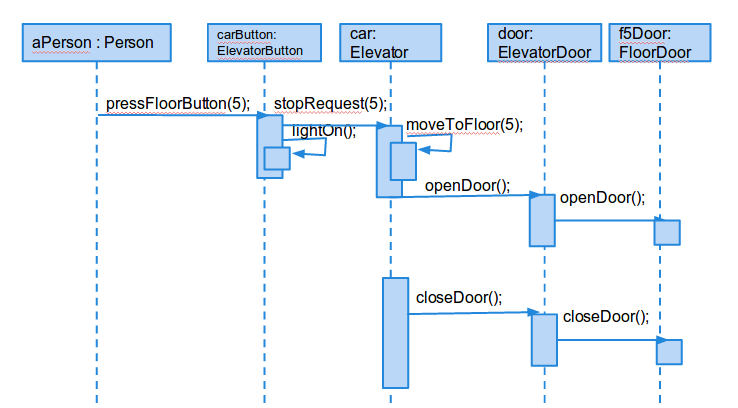 aPerson : Person
carButton:
ElevatorButton
car:
Elevator
door:
ElevatorDoor
f5Door:
FloorDoor
pressFloorButton(5);
stopRequest(5);
lightOn();
moveToFloor(5);
openDoor();
openDoor();
closeDoor();
closeDoor();